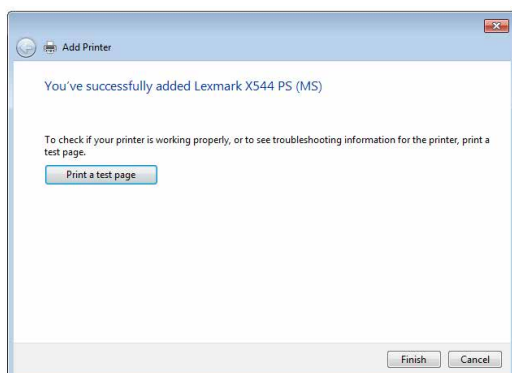 Add Printer
You've successfully added Lexmark X544 PS (MS)
To check if your printer is working properly, or to see troubleshooting information for the printer, print a
test page.
Print a test page
Finish Cancel